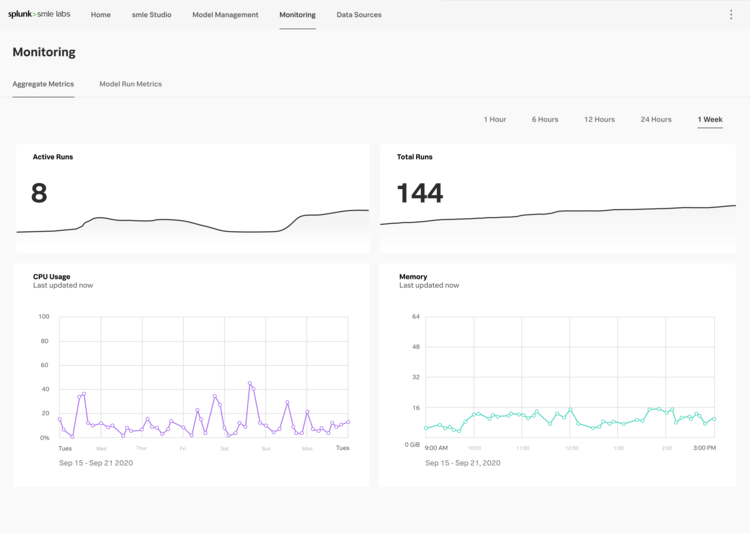 splunk>smle labs Home smle Studio Model Management Monitoring Data Sources
Monitoring
Aggregate Metrics Model Run Metrics
1 Hour 6 Hours 12 Hours 24 Hours 1 Week
Active Runs
8
Total Runs
144
CPU Usage
Last updated now
100
80
60
40
20
0%
Tues Wed Thur Fri Sat Sun Mon Tues
Sep 15 - Sep 21 2020
Memory
Last updated now
64
48
32
16
0 GiB
9:00 AM 10:00 11:00 12:00 1:00 2:00 3:00 PM
Sep 15 - Sep 21, 2020